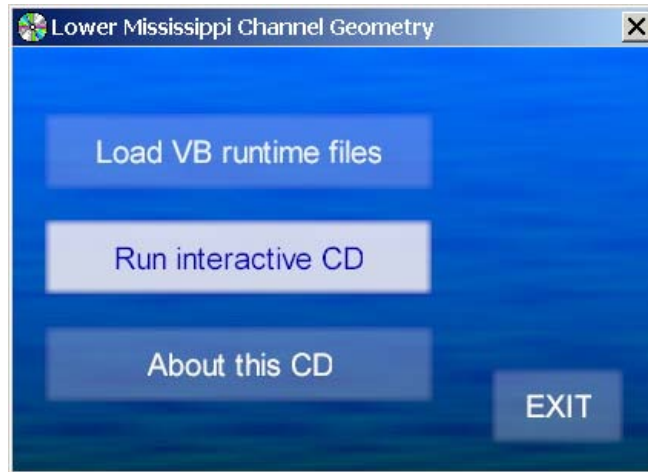 Lower Mississippi Channel Geometry
Load VB runtime files
Run interactive CD
About this CD
EXIT